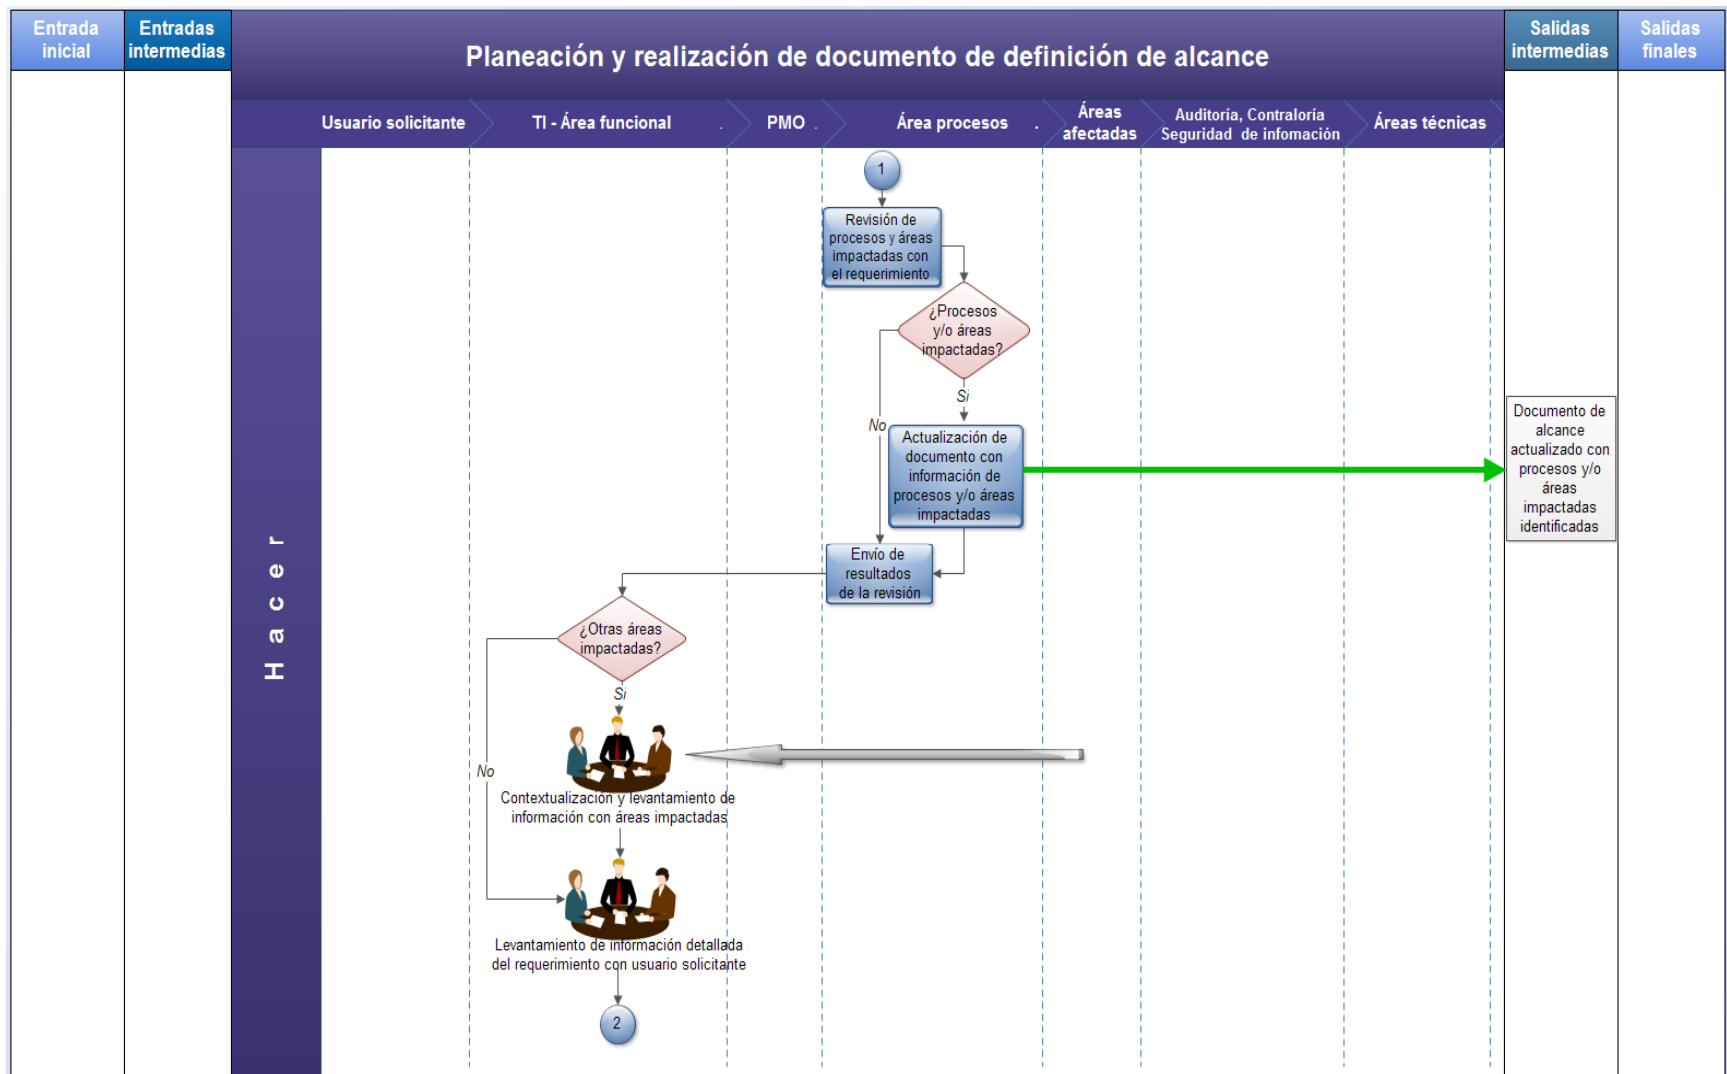 Entrada
inicial
Entradas
intermedias
Planeación y realización de documento de definición de alcance
Salidas
intermedias
Salidas
finales
Usuario solicitante
TI - Área funcional .
PMO .
Área procesos .
Áreas
afectadas
Auditoría, Contraloría
Seguridad de infomación
Áreas técnicas
Hacer
1
Revisión de
procesos y áreas
impactadas con
el requerimiento
¿Procesos
y/o áreas
impactadas?
Si
No
Actualización de
documento con
información de
procesos y/o áreas
impactadas
Documento de
alcance
actualizado con
procesos y/o
áreas
impactadas
identificadas
Envío de
resultados
de la revisión
¿Otras áreas
impactadas?
Si
No
Contextualización y levantamiento de
información con áreas impactadas
Levantamiento de información detallada
del requerimiento con usuario solicitante
2